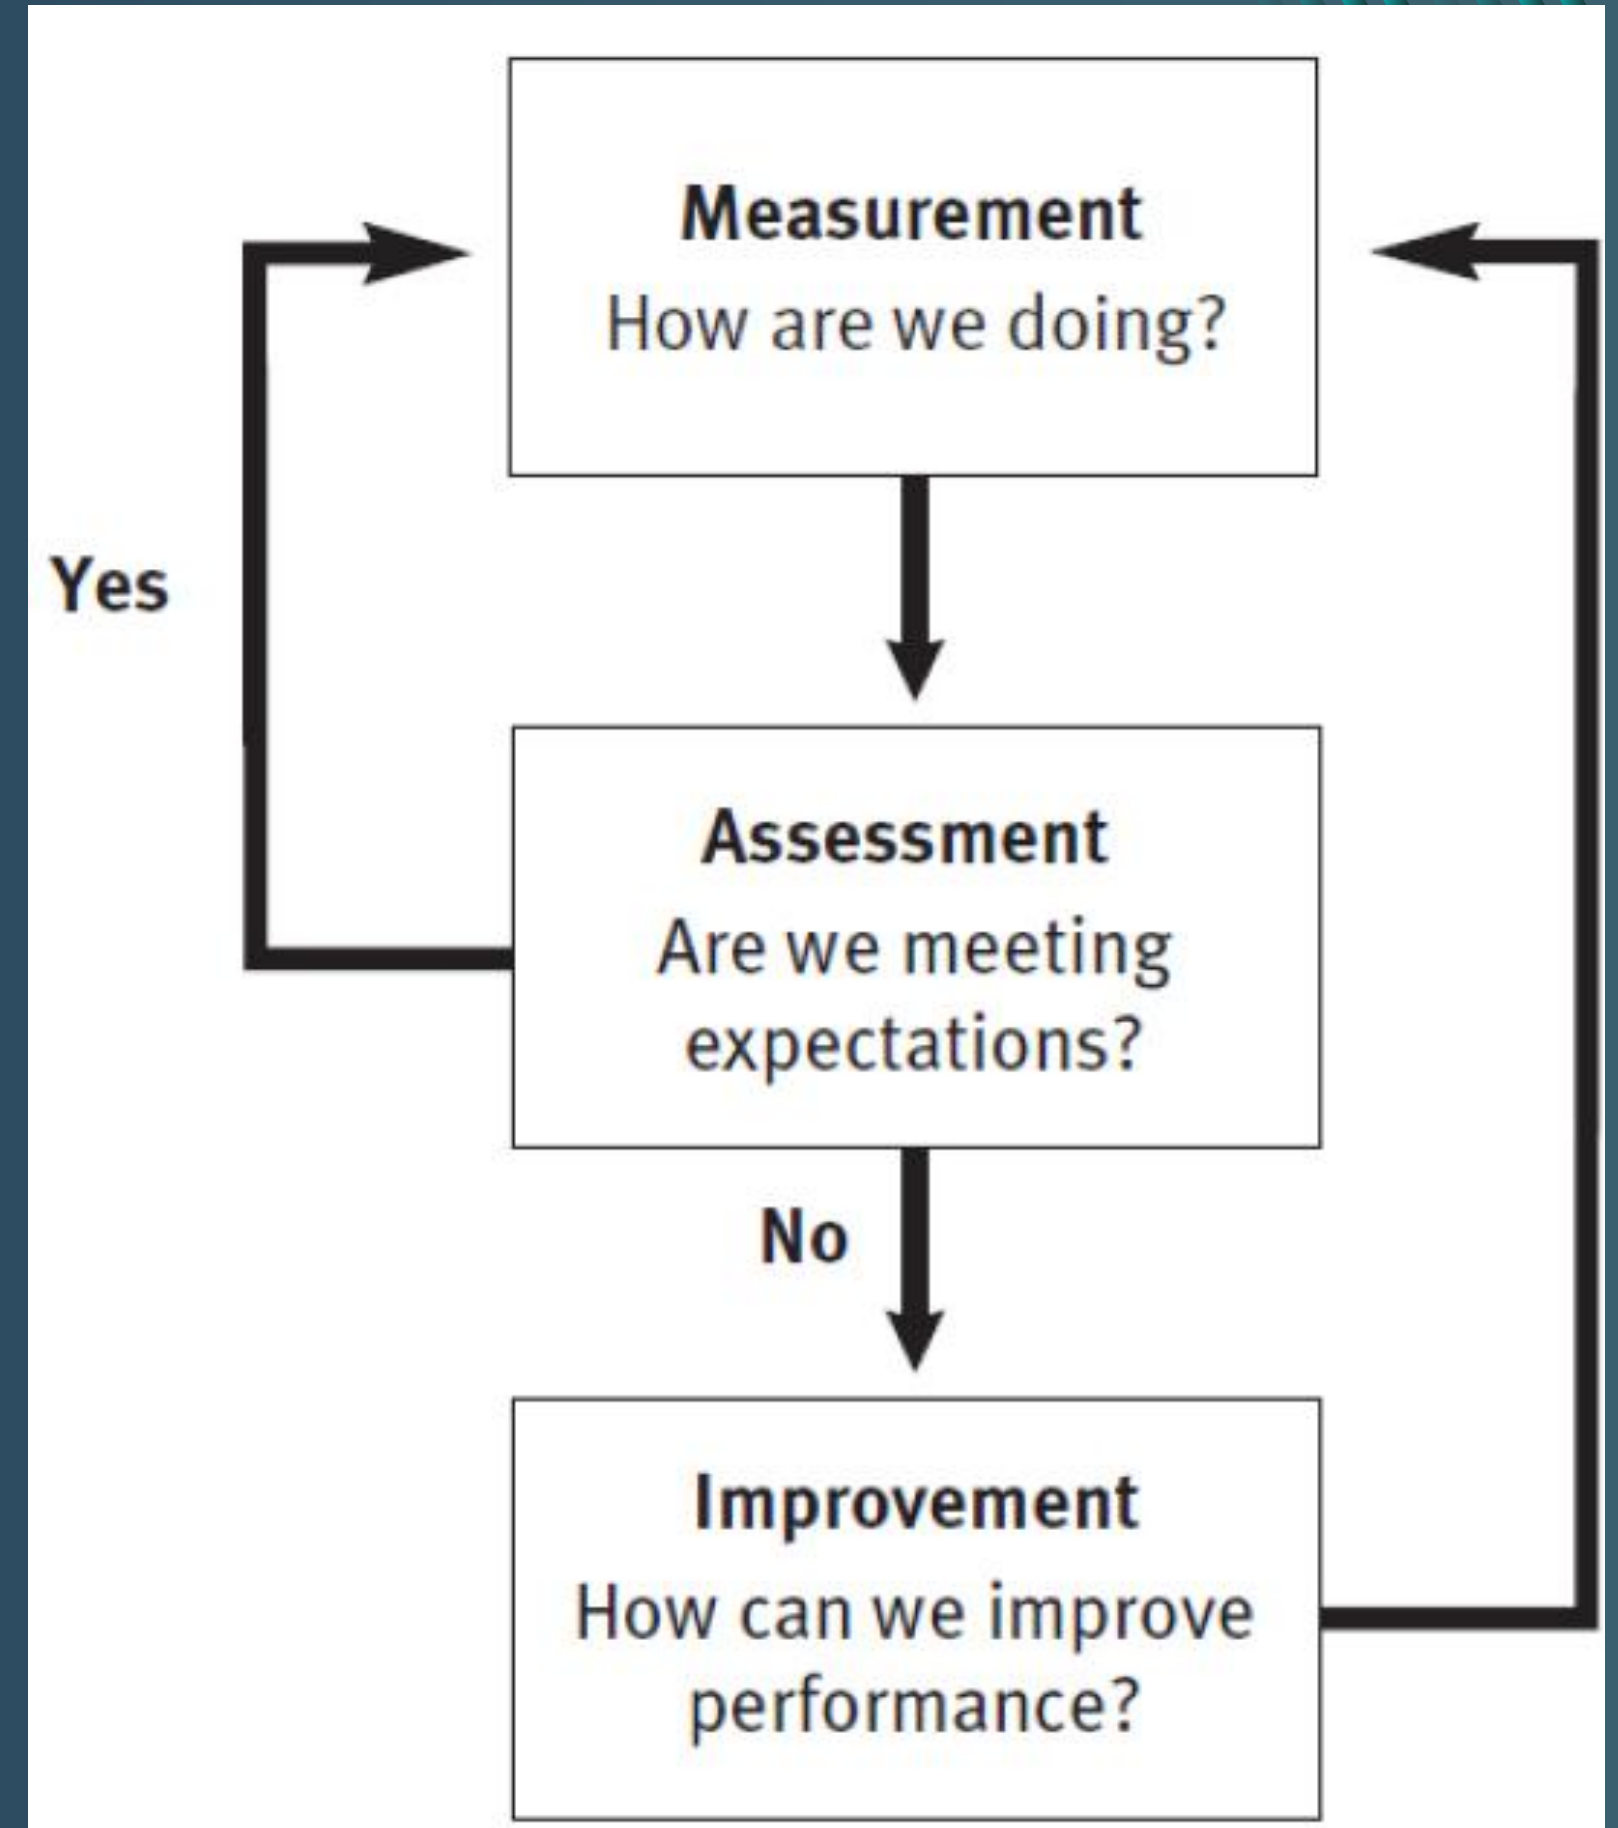 Measurement
How are we doing?
Yes
Assessment
Are we meeting
expectations?
No
Improvement
How can we improve
performance?